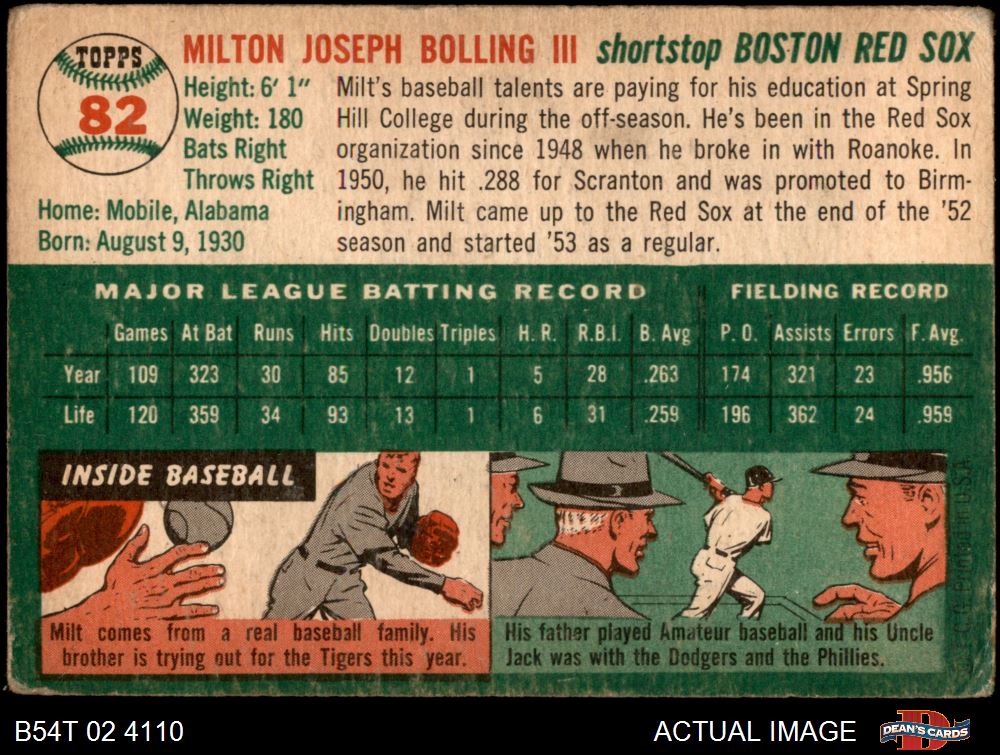 TOPPS
82
MILTON JOSEPH BOLLING III shortstop BOSTON RED SOX
Height: 6' 1"
Weight: 180
Bats Right
Throws Right
Home: Mobile, Alabama
Born: August 9, 1930
Milt's baseball talents are paying for his education at Spring
Hill College during the off-season. He's been in the Red Sox
organization since 1948 when he broke in with Roanoke. In
1950, he hit .288 for Scranton and was promoted to Birm-
ingham. Milt came up to the Red Sox at the end of the '52
season and started '53 as a regular.
MAJOR LEAGUE BATTING RECORD FIELDING RECORD
Games At Bat Runs Hits Doubles Triples H. R. R.B.I. B. Avg P. O. Assists Errors F. Avg.
Year 109 323 30 85 12 1 5 28 .263 174 321 23 .956
Life 120 359 34 93 13 1 6 31 .259 196 362 24 .959
INSIDE BASEBALL
Milt comes from a real baseball family. His
brother is trying out for the Tigers this year.
His father played Amateur baseball and his Uncle
Jack was with the Dodgers and the Phillies.
T.C.G. Printed in U.S.A.
B54T 02 4110
ACTUAL IMAGE
DEAN'S CARDS